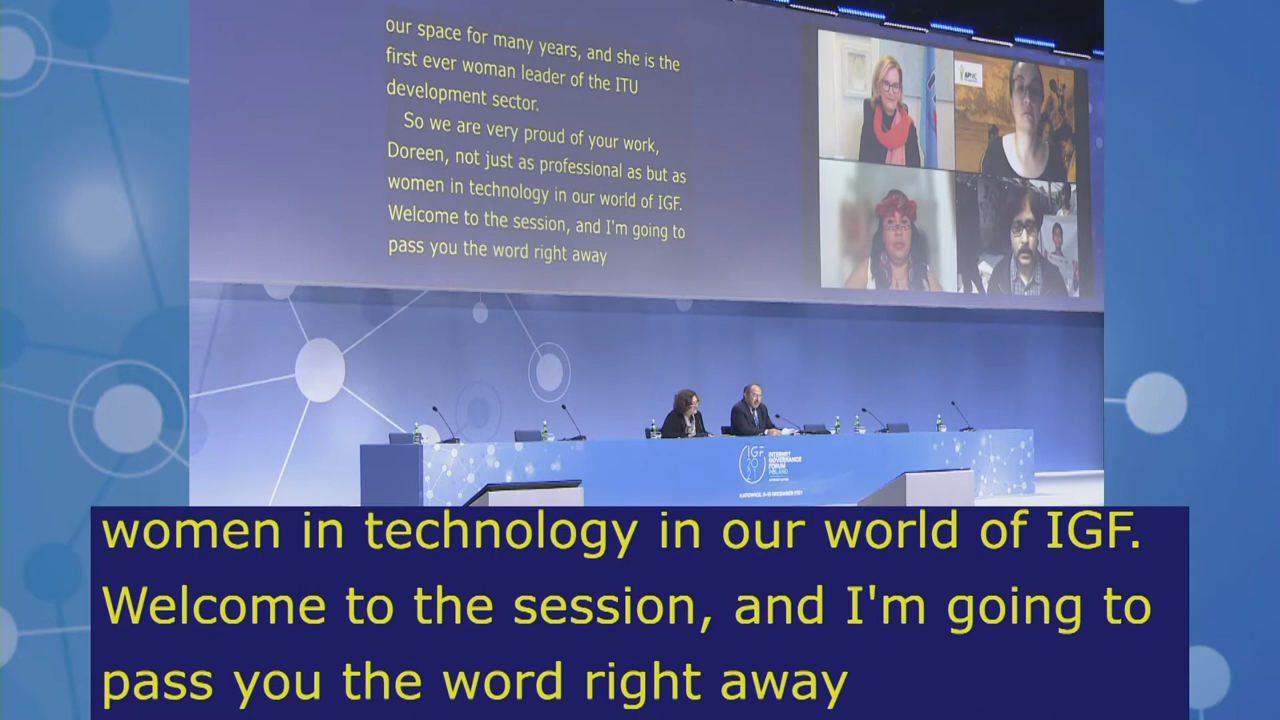 our space for many years, and she is the
first ever woman leader of the ITU
development sector.
So we are very proud of your work,
Doreen, not just as professional as but as
women in technology in our world of IGF.
Welcome to the session, and I'm going to
pass you the word right away
IGF
INTERNET
GOVERNANCE
FORUM
POLAND
women in technology in our world of IGF.
Welcome to the session, and I'm going to
pass you the word right away